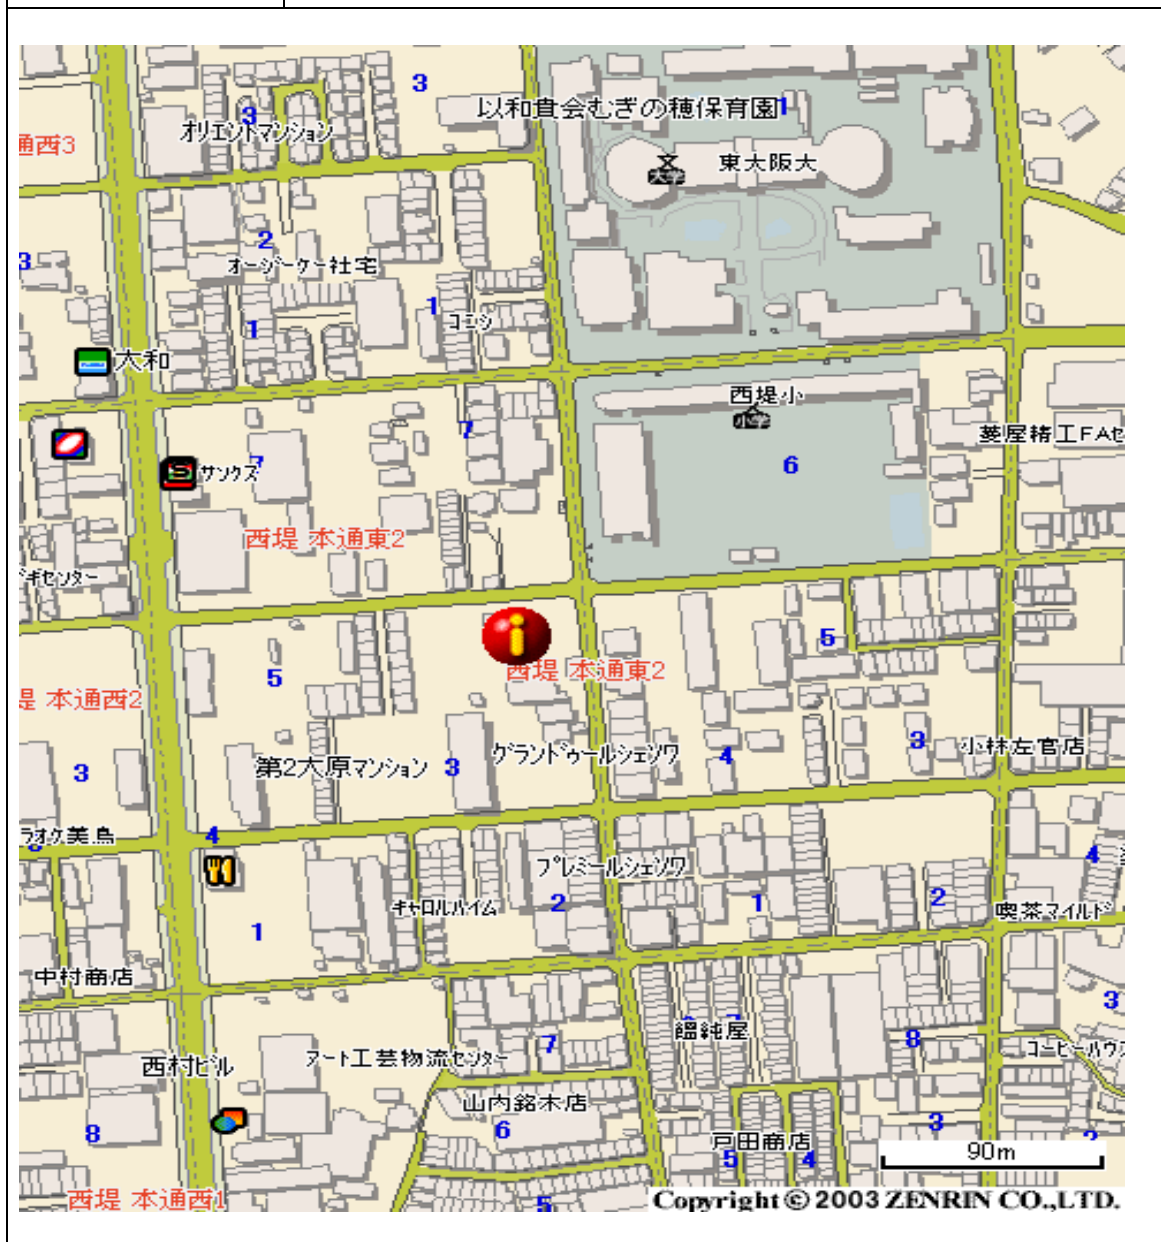 3
以和貴会むぎの穂保育園
1
3
オリエントマンション
通西3
東大阪大
大学
2
3
オージーケー社宅
1
コエシ
1
大和
西堤小
小学
7
菱屋精工FAセ
7
6
S
サンクス
西堤 本通東2
ギセンター
i
5
西堤 本通東2
5
堤 本通西2
3
小林左官店
4
グランドゥールシェソワ
第2大原マンション
3
3
4
ラオケ美鳥
プレミールシェソワ
4
2
1
2
キャロルハイム
喫茶マイルド
1
中村商店
3
饂飩屋
8
7
アート工芸物流センター
コーヒーハウス
西村ビル
山内銘木店
6
8
3
戸田商店
5
4
90m
西堤 本通西1
5
Copyright © 2003 ZENRIN CO.,LTD.